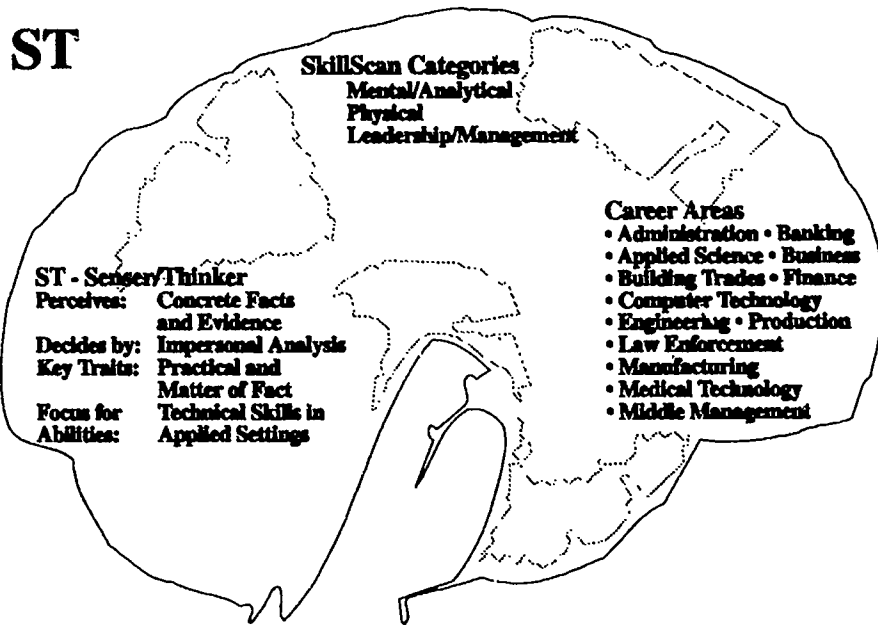 ST
SkillScan Categories
Mental/Analytical
Physical
Leadership/Management
Career Areas
• Administration • Banking
• Applied Science • Business
• Building Trades • Finance
• Computer Technology
• Engineering • Production
• Law Enforcement
• Manufacturing
• Medical Technology
• Middle Management
ST - Senser/Thinker
Perceives: Concrete Facts
and Evidence
Decides by: Impersonal Analysis
Key Traits: Practical and
Matter of Fact
Focus for Technical Skills in
Abilities: Applied Settings